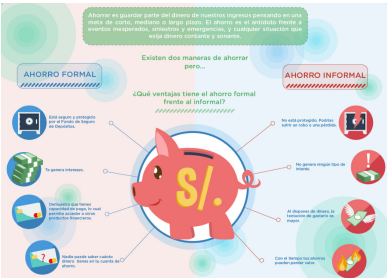 Ahorrar es guardar parte del dinero de nuestros ingresos pensando en una
meta de corto, mediano o largo plazo. El ahorro es el antídoto frente a
eventos inesperados, siniestros y emergencias, y cualquier situación que
exija dinero contante y sonante.
Existen dos maneras de ahorrar
pero...
AHORRO FORMAL
AHORRO INFORMAL
¿Qué ventajas tiene el ahorro formal
frente al informal?
Está seguro y protegido
por el Fondo de Seguro
de Depósitos.
No está protegido. Podrías
sufrir un robo o una pérdida.
Te genera intereses.
No genera ningún tipo de
interés.
Demuestra que tienes
capacidad de pago, lo cual
permite acceder a otros
productos financieros.
Al disponer de dinero, la
tentación de gastarlo es
mayor.
Nadie puede saber cuánto
dinero tienes en tu cuenta de
ahorro.
Con el tiempo tus ahorros
pueden perder valor.
S/.